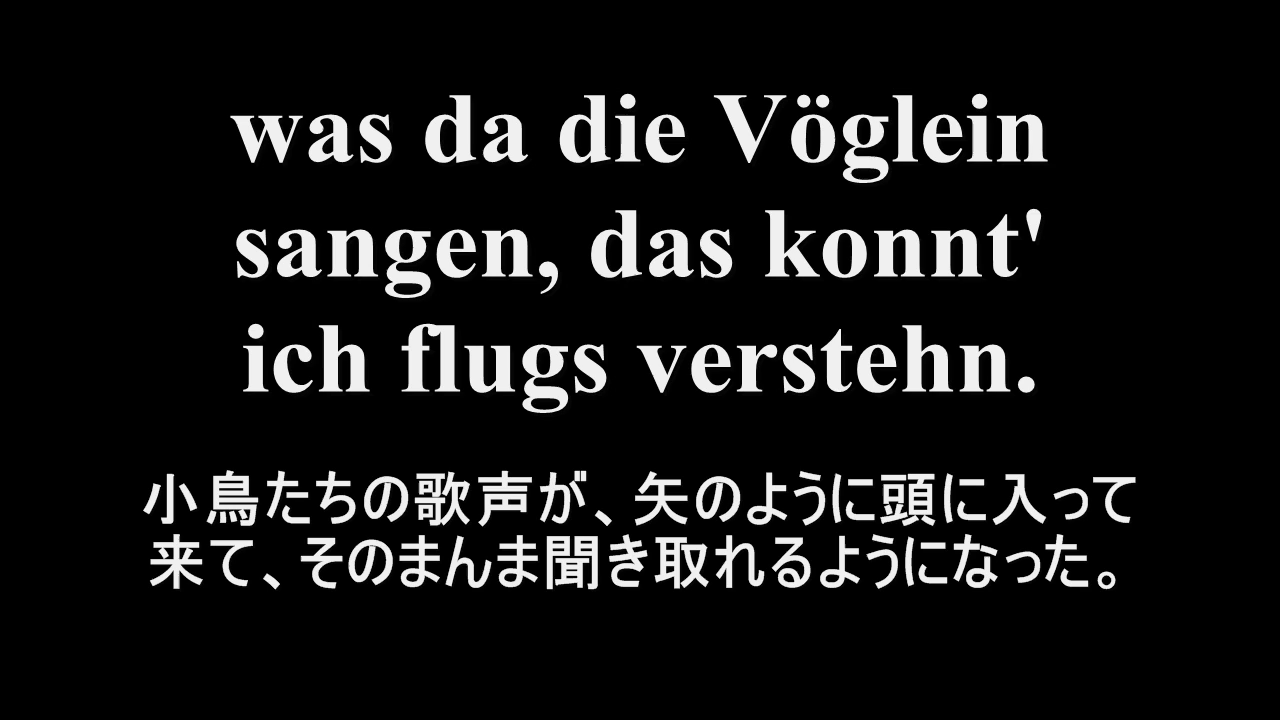 was da die Vöglein
sangen, das konnt'
ich flugs verstehn.
小鳥たちの歌声が、矢のように頭に入って
来て、そのまんま聞き取れるようになった。